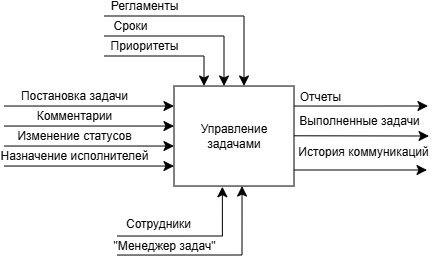 Регламенты
Сроки
Приоритеты
Постановка задачи
Комментарии
Изменение статусов
Назначение исполнителей
Управление
задачами
Отчеты
Выполненные задачи
История коммуникаций
Сотрудники
"Менеджер задач"